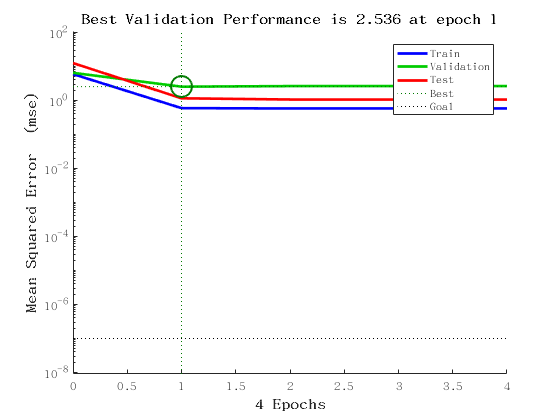 Best Validation Performance is 2.536 at epoch 1
Mean Squared Error  (mse)
10^2
10^0
10^-2
10^-4
10^-6
10^-8
Train
Validation
Test
Best
Goal
0 0.5 1 1.5 2 2.5 3 3.5 4
4 Epochs